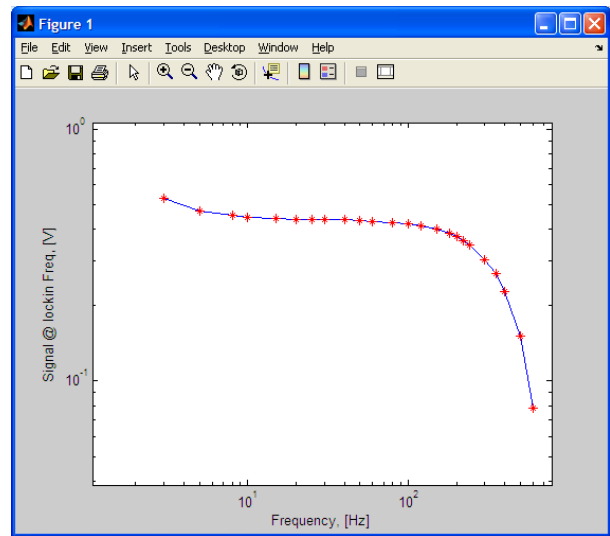 Figure 1
File Edit View Insert Tools Desktop Window Help
10^0
10^-1
Signal @ lockin Freq, [V]
10^1 10^2
Frequency, [Hz]